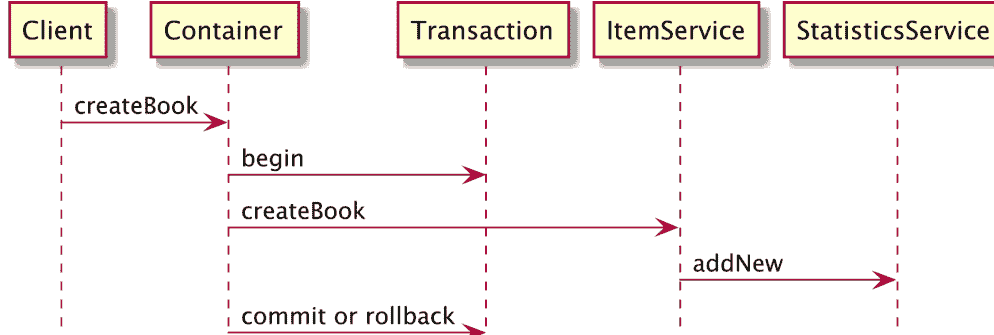 Client Container Transaction ItemService StatisticsService
createBook
begin
createBook
addNew
commit or rollback